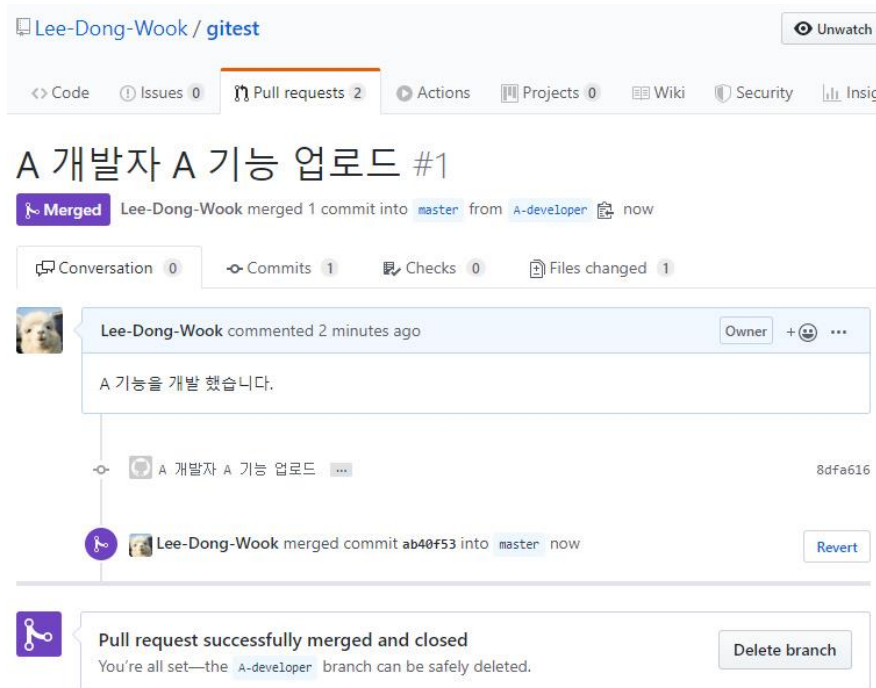 Lee-Dong-Wook / gitest
Unwatch
<> Code Issues 0 Pull requests 2 Actions Projects 0 Wiki Security Insig
A 개발자 A 기능 업로드 #1
Merged Lee-Dong-Wook merged 1 commit into master from A-developer now
Conversation 0 Commits 1 Checks 0 Files changed 1
Lee-Dong-Wook commented 2 minutes ago Owner
A 기능을 개발 했습니다.
A 개발자 A 기능 업로드 ... 8dfa616
Lee-Dong-Wook merged commit ab40f53 into master now Revert
Pull request successfully merged and closed
You're all set—the A-developer branch can be safely deleted.
Delete branch